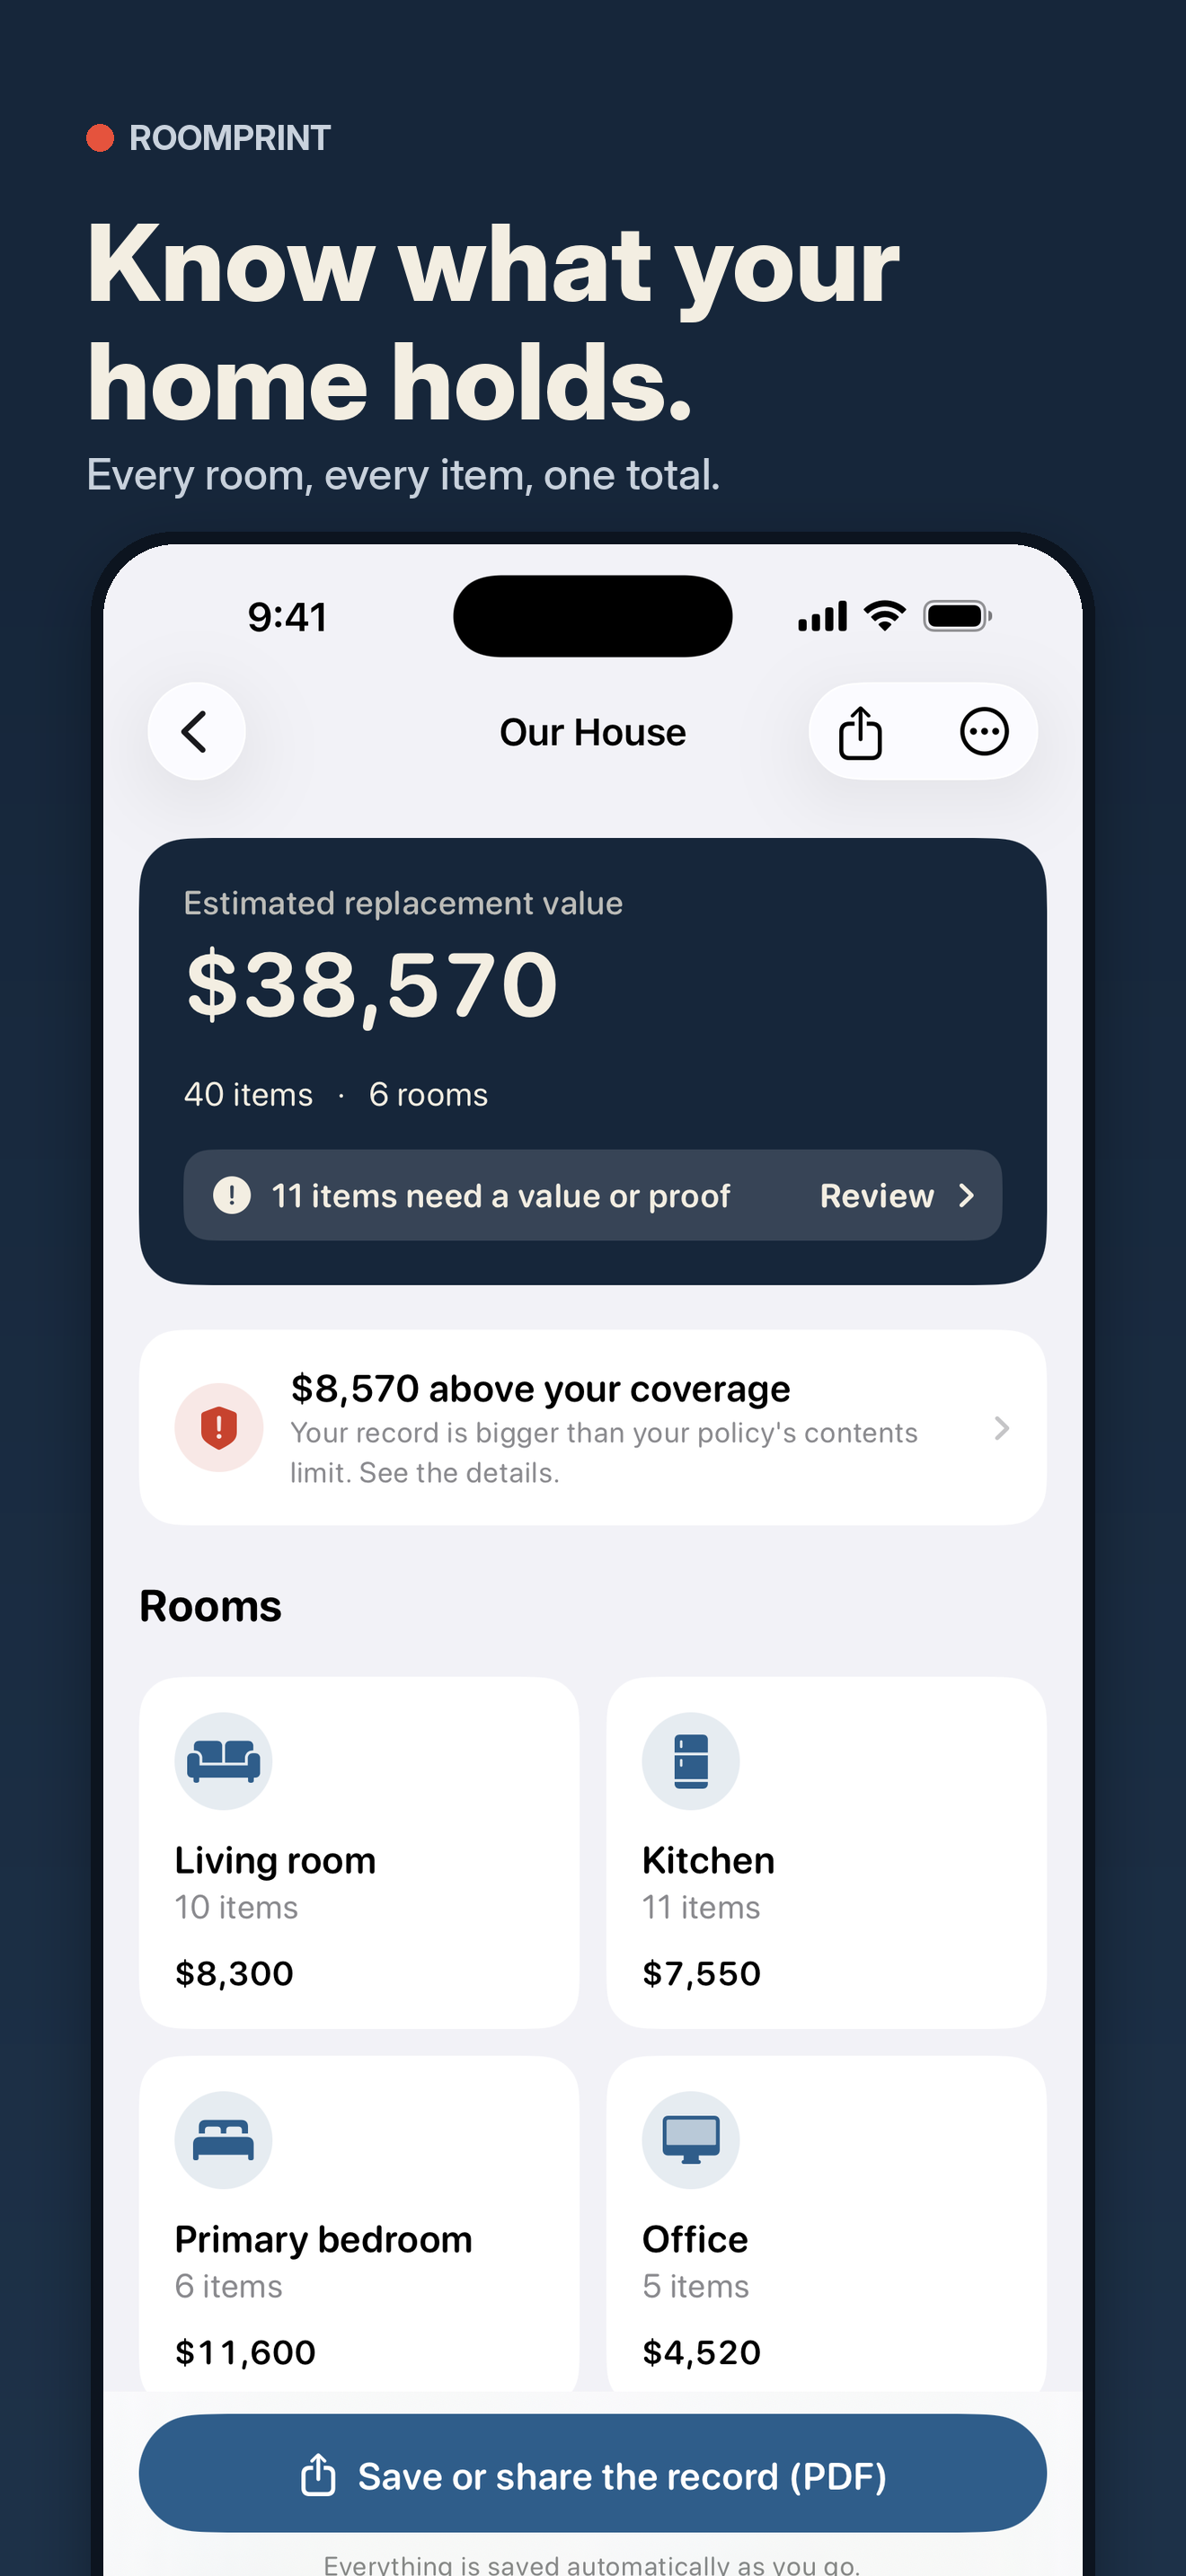 ROOMPRINT
Know what your
home holds.
Every room, every item, one total.
9:41
Our House
Estimated replacement value
$38,570
40 items · 6 rooms
11 items need a value or proof Review
$8,570 above your coverage
Your record is bigger than your policy's contents
limit. See the details.
Rooms
Living room
10 items
$8,300
Kitchen
11 items
$7,550
Primary bedroom
6 items
$11,600
Office
5 items
$4,520
Save or share the record (PDF)
Everything is saved automatically as you go.